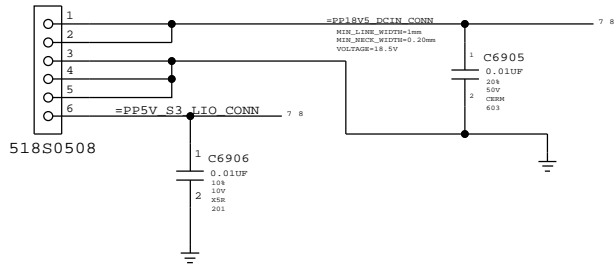 1
2
3
4
5
6
518S0508
=PP18V5_DCIN_CONN
7 8
MIN_LINE_WIDTH=1mm
MIN_NECK_WIDTH=0.20mm
VOLTAGE=18.5V
1
C6905
0.01UF
20%
50V
CERM
603
2
=PP5V_S3_LIO_CONN
7 8
1
C6906
0.01UF
10%
10V
X5R
201
2